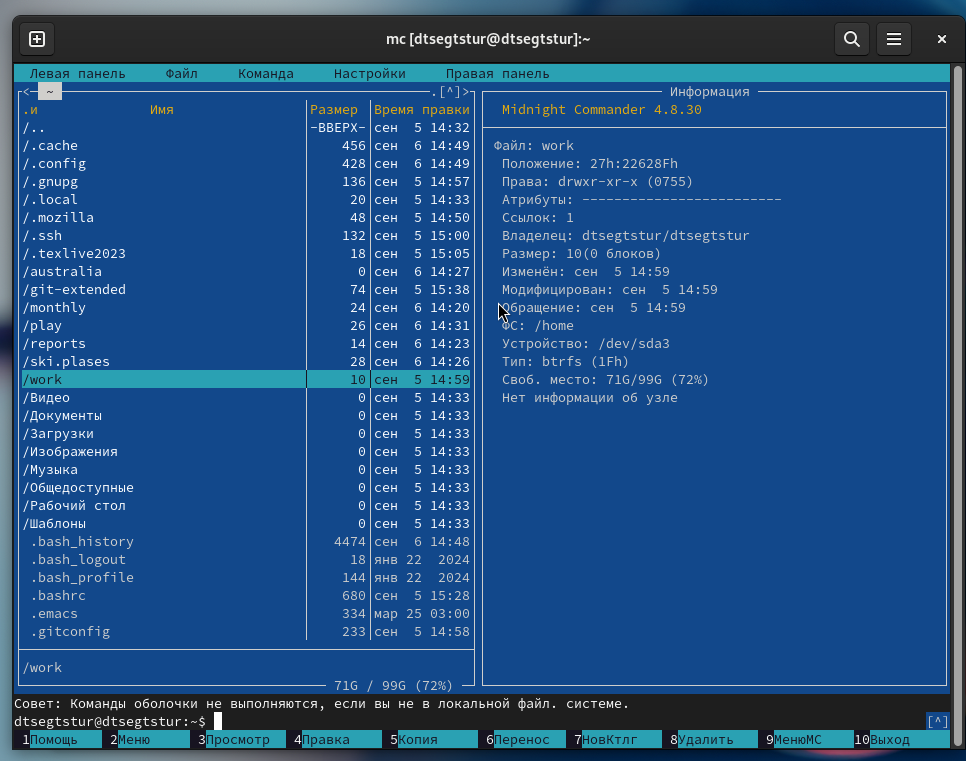 mc [dtsegtstur@dtsegtstur]:~
Левая панель Файл Команда Настройки Правая панель
<- ~ .[^]>
.и Имя Размер Время правки
/.. -ВВЕРХ- сен 5 14:32
/.cache 456 сен 6 14:49
/.config 428 сен 6 14:49
/.gnupg 136 сен 5 14:57
/.local 20 сен 5 14:33
/.mozilla 48 сен 5 14:50
/.ssh 132 сен 5 15:00
/.texlive2023 18 сен 5 15:05
/australia 0 сен 6 14:27
/git-extended 74 сен 5 15:38
/monthly 24 сен 6 14:20
/play 26 сен 6 14:31
/reports 14 сен 6 14:23
/ski.plases 28 сен 6 14:26
/work 10 сен 5 14:59
/Видео 0 сен 5 14:33
/Документы 0 сен 5 14:33
/Загрузки 0 сен 5 14:33
/Изображения 0 сен 5 14:33
/Музыка 0 сен 5 14:33
/Общедоступные 0 сен 5 14:33
/Рабочий стол 0 сен 5 14:33
/Шаблоны 0 сен 5 14:33
.bash_history 4474 сен 6 14:48
.bash_logout 18 янв 22 2024
.bash_profile 144 янв 22 2024
.bashrc 680 сен 5 15:28
.emacs 334 мар 25 03:00
.gitconfig 233 сен 5 14:58
/work
71G / 99G (72%)
Информация
Midnight Commander 4.8.30
Файл: work
Положение: 27h:22628Fh
Права: drwxr-xr-x (0755)
Атрибуты: -------------------------
Ссылок: 1
Владелец: dtsegtstur/dtsegtstur
Размер: 10(0 блоков)
Изменён: сен 5 14:59
Модифицирован: сен 5 14:59
Обращение: сен 5 14:59
ФС: /home
Устройство: /dev/sda3
Тип: btrfs (1Fh)
Своб. место: 71G/99G (72%)
Нет информации об узле
Совет: Команды оболочки не выполняются, если вы не в локальной файл. системе.
dtsegtstur@dtsegtstur:~$ [^]
1Помощь 2Меню 3Просмотр 4Правка 5Копия 6Перенос 7НовКтлг 8Удалить 9МенюMC 10Выход